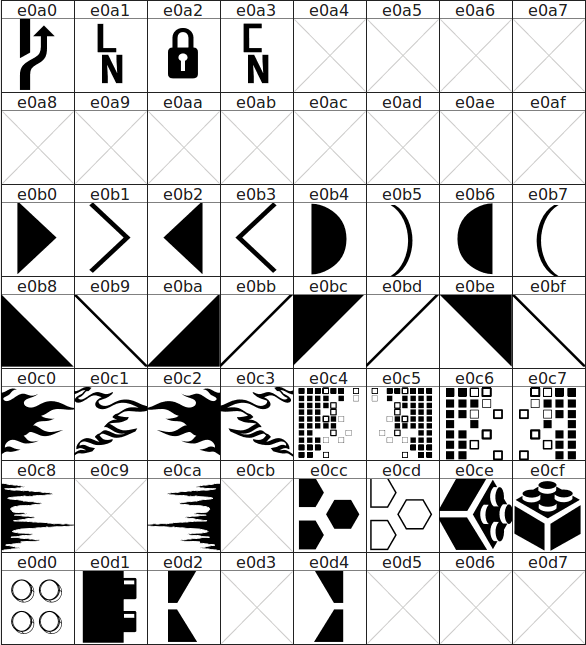 e0a0 e0a1 e0a2 e0a3 e0a4 e0a5 e0a6 e0a7
L
N
C
N
e0a8 e0a9 e0aa e0ab e0ac e0ad e0ae e0af
e0b0 e0b1 e0b2 e0b3 e0b4 e0b5 e0b6 e0b7
e0b8 e0b9 e0ba e0bb e0bc e0bd e0be e0bf
e0c0 e0c1 e0c2 e0c3 e0c4 e0c5 e0c6 e0c7
e0c8 e0c9 e0ca e0cb e0cc e0cd e0ce e0cf
e0d0 e0d1 e0d2 e0d3 e0d4 e0d5 e0d6 e0d7